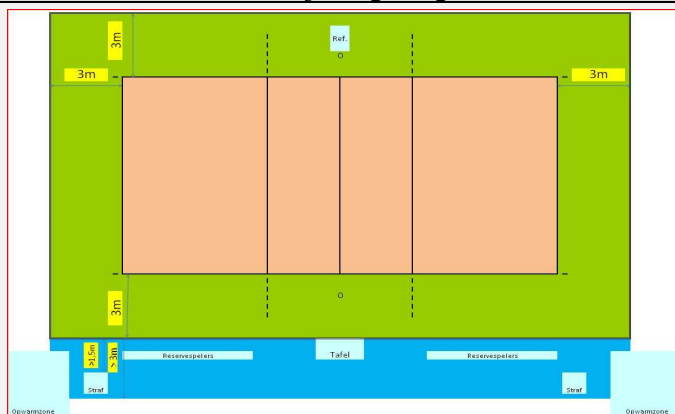 Ref.
O
3m
3m
3m
O
3m
>1,5m
> 3m
Reservespelers
Tafel
Reservespelers
Straf
Straf
Opwarmzone
Opwarmzone